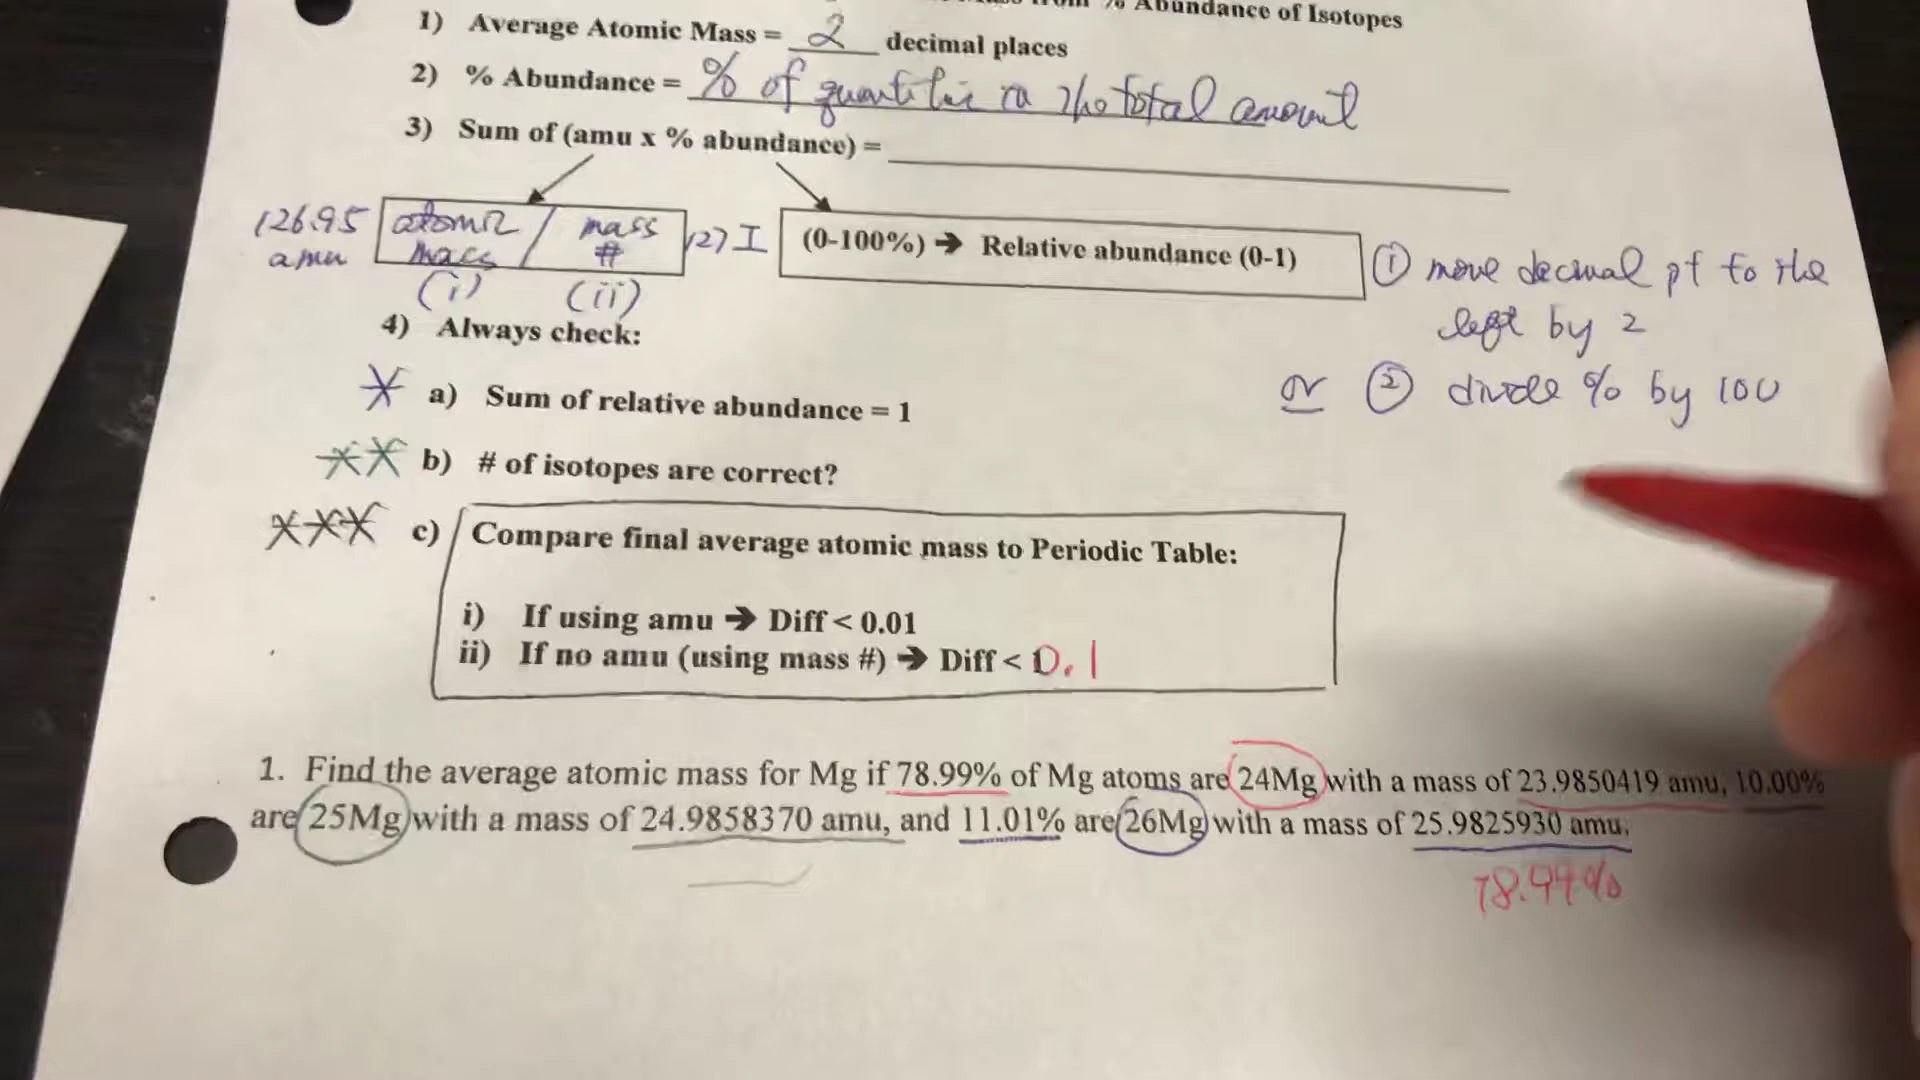 % Abundance of Isotopes
1) Average Atomic Mass = 2 decimal places
2) % Abundance = % of quantities in the total amount
3) Sum of (amu x % abundance) =
126.95 amu
atomic mass / mass #
127 I
(0-100%) ➔ Relative abundance (0-1)
(i) (ii)
① move decimal pt to the
left by 2
or ② divide % by 100
4) Always check:
a) Sum of relative abundance = 1
b) # of isotopes are correct?
c) Compare final average atomic mass to Periodic Table:
i) If using amu ➔ Diff < 0.01
ii) If no amu (using mass #) ➔ Diff < 0.1
1. Find the average atomic mass for Mg if 78.99% of Mg atoms are 24Mg with a mass of 23.9850419 amu, 10.00%
are 25Mg with a mass of 24.9858370 amu, and 11.01% are 26Mg with a mass of 25.9825930 amu.
78.99%